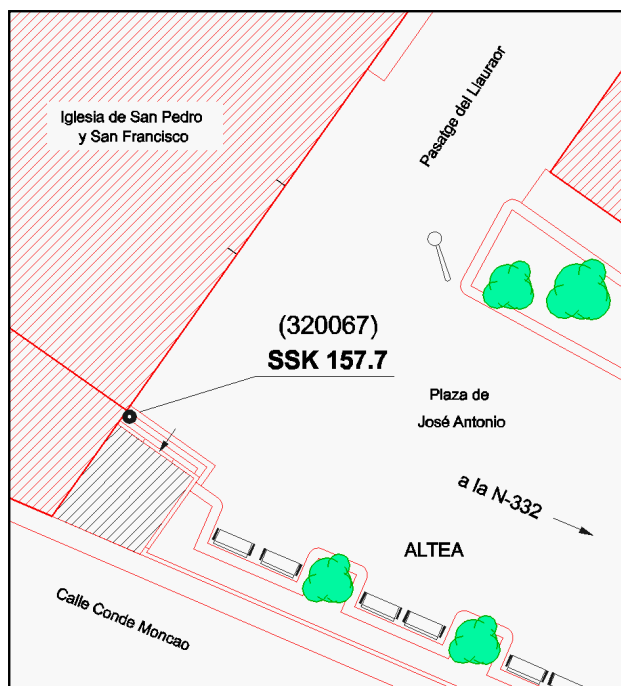 Pasatge del Llauraor
Iglesia de San Pedro
y San Francisco
(320067)
SSK 157.7
Plaza de
José Antonio
a la N-332
ALTEA
Calle Conde Moncao